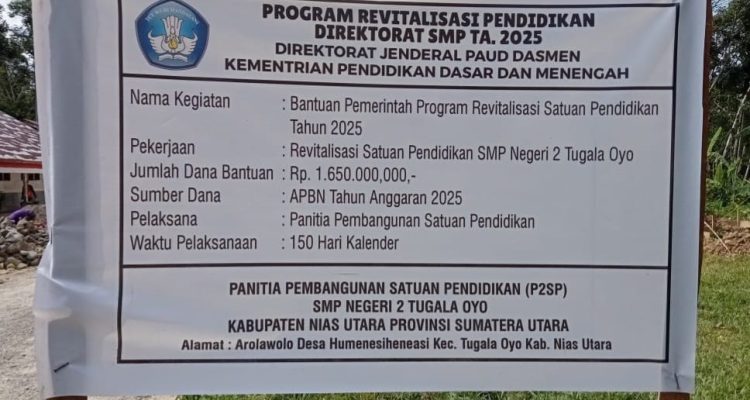 PROGRAM REVITALISASI PENDIDIKAN
DIREKTORAT SMP TA. 2025
DIREKTORAT JENDERAL PAUD DASMEN
KEMENTRIAN PENDIDIKAN DASAR DAN MENENGAH
Nama Kegiatan : Bantuan Pemerintah Program Revitalisasi Satuan Pendidikan
Tahun 2025
Pekerjaan : Revitalisasi Satuan Pendidikan SMP Negeri 2 Tugala Oyo
Jumlah Dana Bantuan : Rp. 1.650.000.000,-
Sumber Dana : APBN Tahun Anggaran 2025
Pelaksana : Panitia Pembangunan Satuan Pendidikan
Waktu Pelaksanaan : 150 Hari Kalender
PANITIA PEMBANGUNAN SATUAN PENDIDIKAN (P2SP)
SMP NEGERI 2 TUGALA OYO
KABUPATEN NIAS UTARA PROVINSI SUMATERA UTARA
Alamat : Arolawolo Desa Humenesiheneasi Kec. Tugala Oyo Kab. Nias Utara